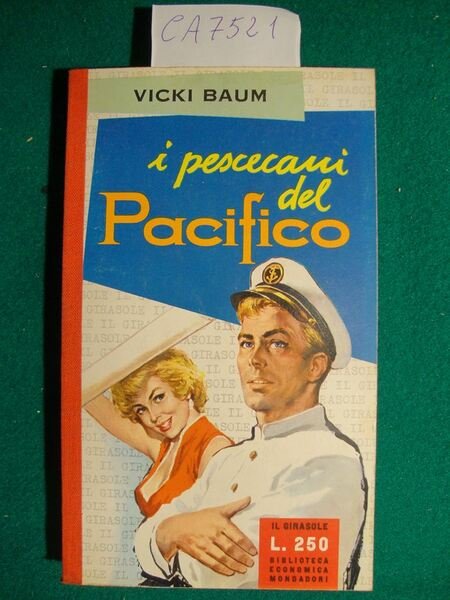 CA7521
VICKI BAUM
i pescecani
del
Pacifico
IL GIRASOLE
L. 250
BIBLIOTECA
ECONOMICA
MONDADORI